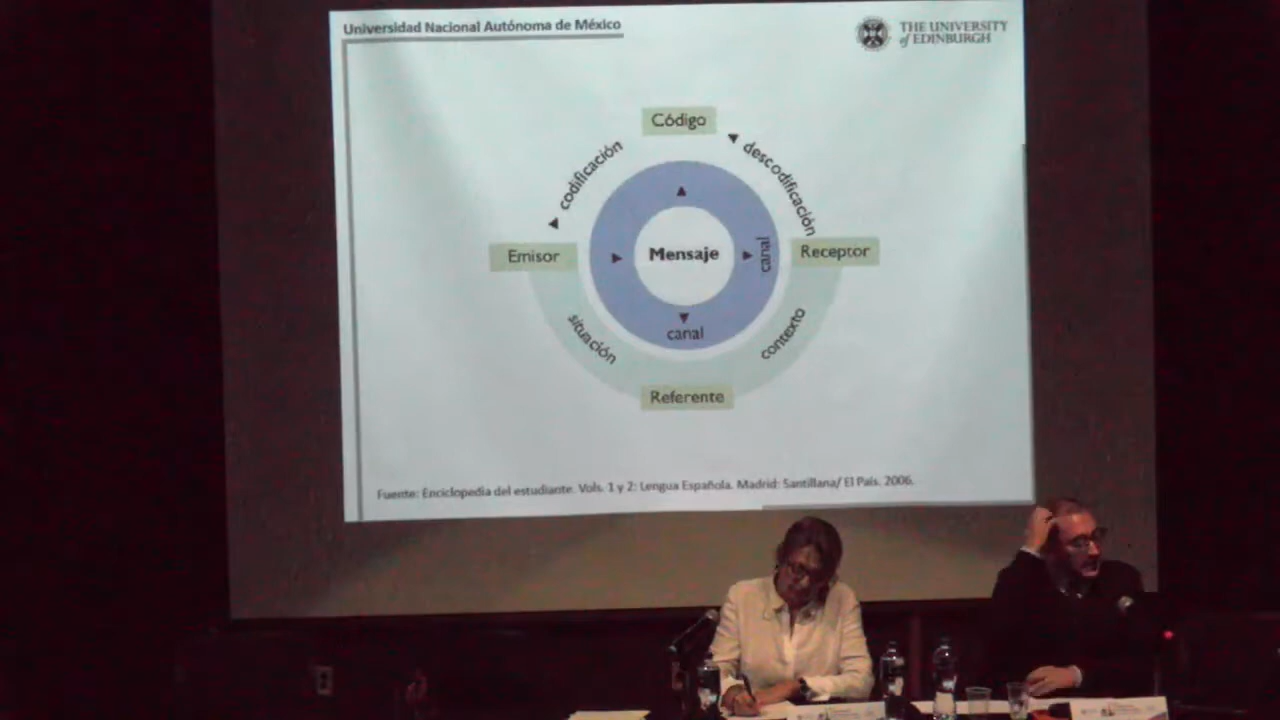 Universidad Nacional Autónoma de México
THE UNIVERSITY
of EDINBURGH
Código
codificación
descodificación
Emisor
Mensaje
canal
Receptor
situación
canal
contexto
Referente
Fuente: Enciclopedia del estudiante. Vols. 1 y 2: Lengua Española. Madrid: Santillana/ El País. 2006.